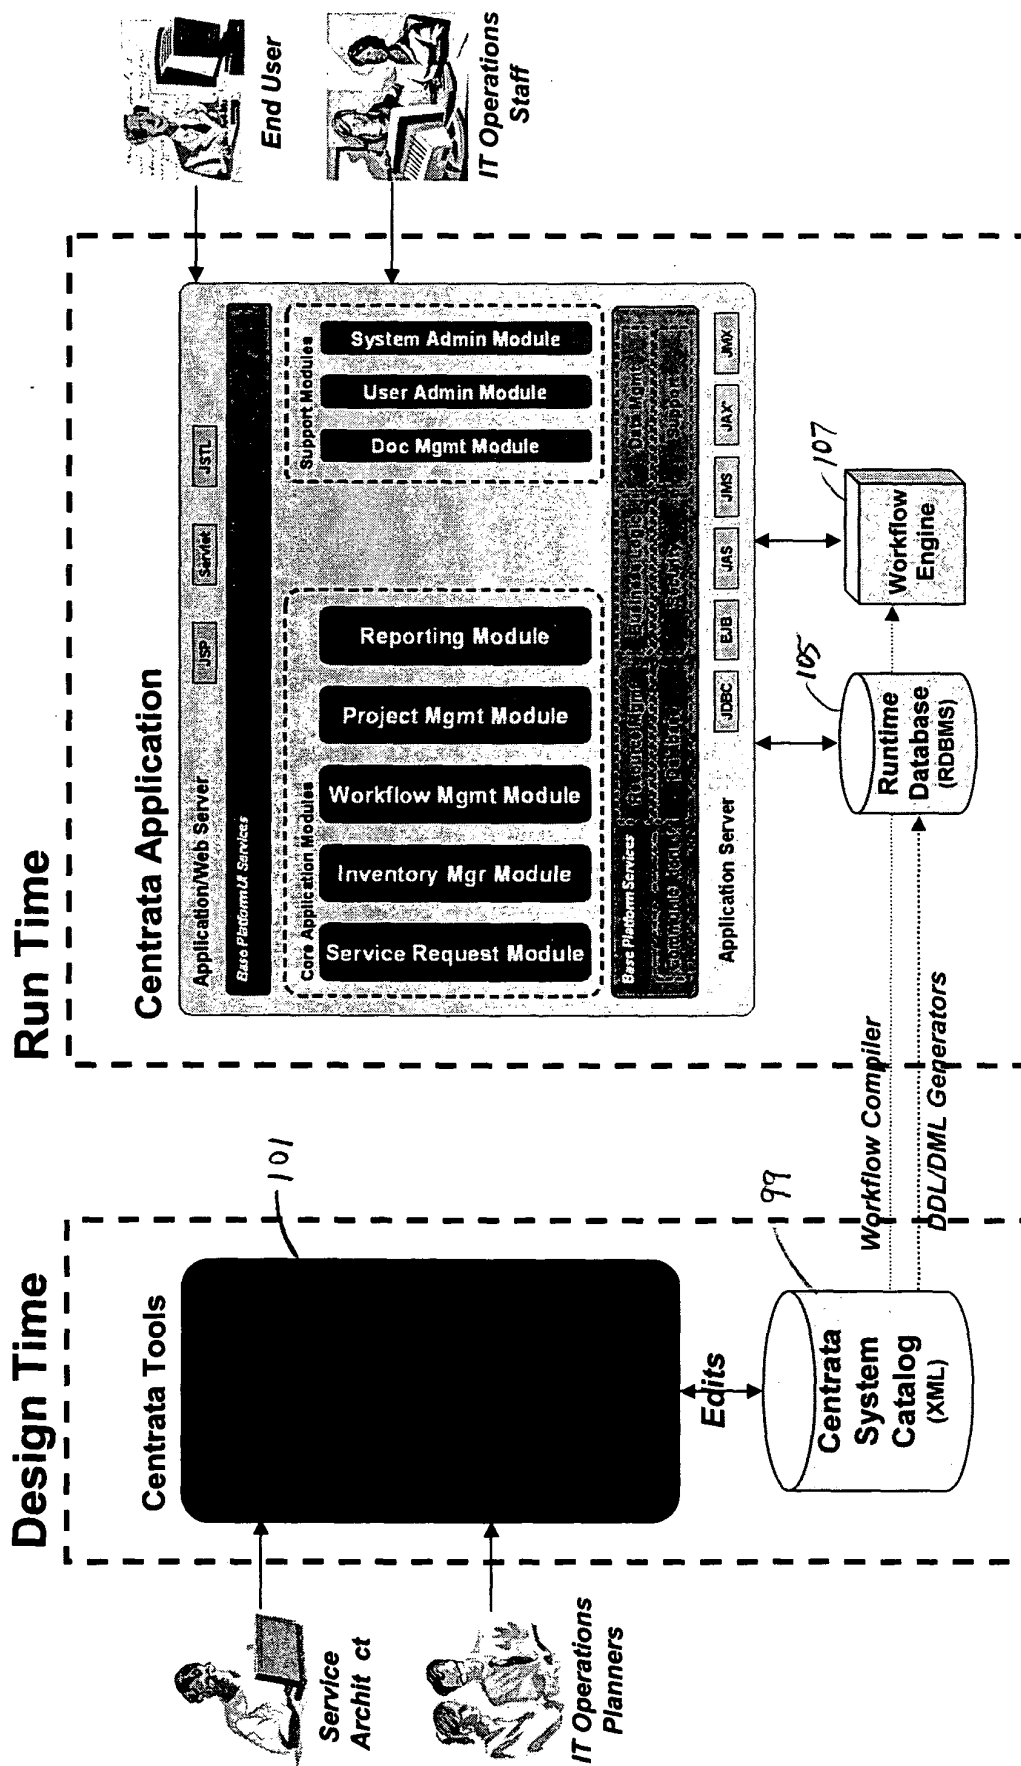 Design Time
Run Time
Service
Archit ct
IT Operations
Planners
Centrata Tools
101
Edits
Centrata
System
Catalog
(XML)
99
Workflow Compiler
DDL/DML Generators
Centrata Application
Application/Web Server
JSP
Servlet
JSTL
Base Platform UI Services
Core Application Modules
Service Request Module
Inventory Mgr Module
Workflow Mgmt Module
Project Mgmt Module
Reporting Module
Support Modules
Doc Mgmt Module
User Admin Module
System Admin Module
Base Platform Services
Application Server
JDBC
EJB
JAS
JMS
JAX*
JMX
Runtime
Database
(RDBMS)
105
Workflow
Engine
107
End User
IT Operations
Staff